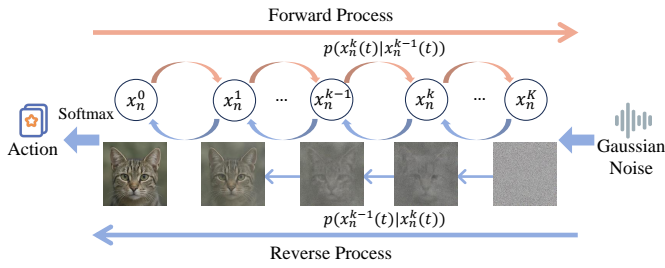 Forward Process
$p(x_n^k(t)|x_n^{k-1}(t))$
$x_n^0$ $x_n^1$ ... $x_n^{k-1}$ $x_n^k$ ... $x_n^K$
Softmax
Action
Gaussian
Noise
$p(x_n^{k-1}(t)|x_n^k(t))$
Reverse Process